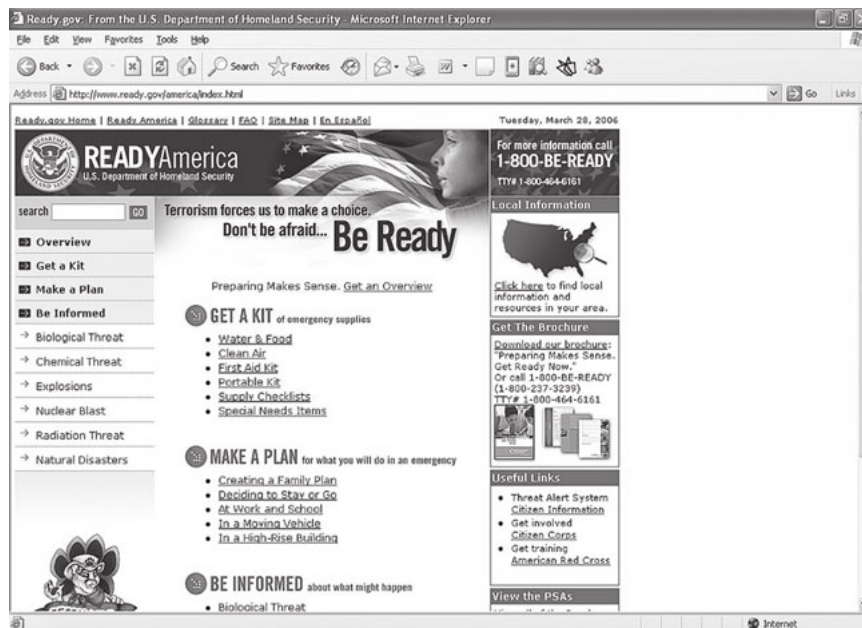 Ready.gov: From the U.S. Department of Homeland Security - Microsoft Internet Explorer
File Edit View Favorites Tools Help
Back Search Favorites
Address http://www.ready.gov/america/index.html Go Links
Ready.gov Home | Ready America | Glossary | FAQ | Site Map | En Español
Tuesday, March 28, 2006
READYAmerica
U.S. Department of Homeland Security
For more information call
1-800-BE-READY
TTY# 1-800-464-6161
search GO
Overview
Get a Kit
Make a Plan
Be Informed
Biological Threat
Chemical Threat
Explosions
Nuclear Blast
Radiation Threat
Natural Disasters
Terrorism forces us to make a choice.
Don't be afraid... Be Ready
Preparing Makes Sense. Get an Overview
GET A KIT of emergency supplies
• Water & Food
• Clean Air
• First Aid Kit
• Portable Kit
• Supply Checklists
• Special Needs Items
MAKE A PLAN for what you will do in an emergency
• Creating a Family Plan
• Deciding to Stay or Go
• At Work and School
• In a Moving Vehicle
• In a High-Rise Building
BE INFORMED about what might happen
• Biological Threat
Local Information
Click here to find local
information and
resources in your area.
Get The Brochure
Download our brochure:
"Preparing Makes Sense.
Get Ready Now."
Or call 1-800-BE-READY
(1-800-237-3239)
TTY# 1-800-464-6161
Useful Links
• Threat Alert System
Citizen Information
• Get involved
Citizen Corps
• Get training
American Red Cross
View the PSAs
Internet